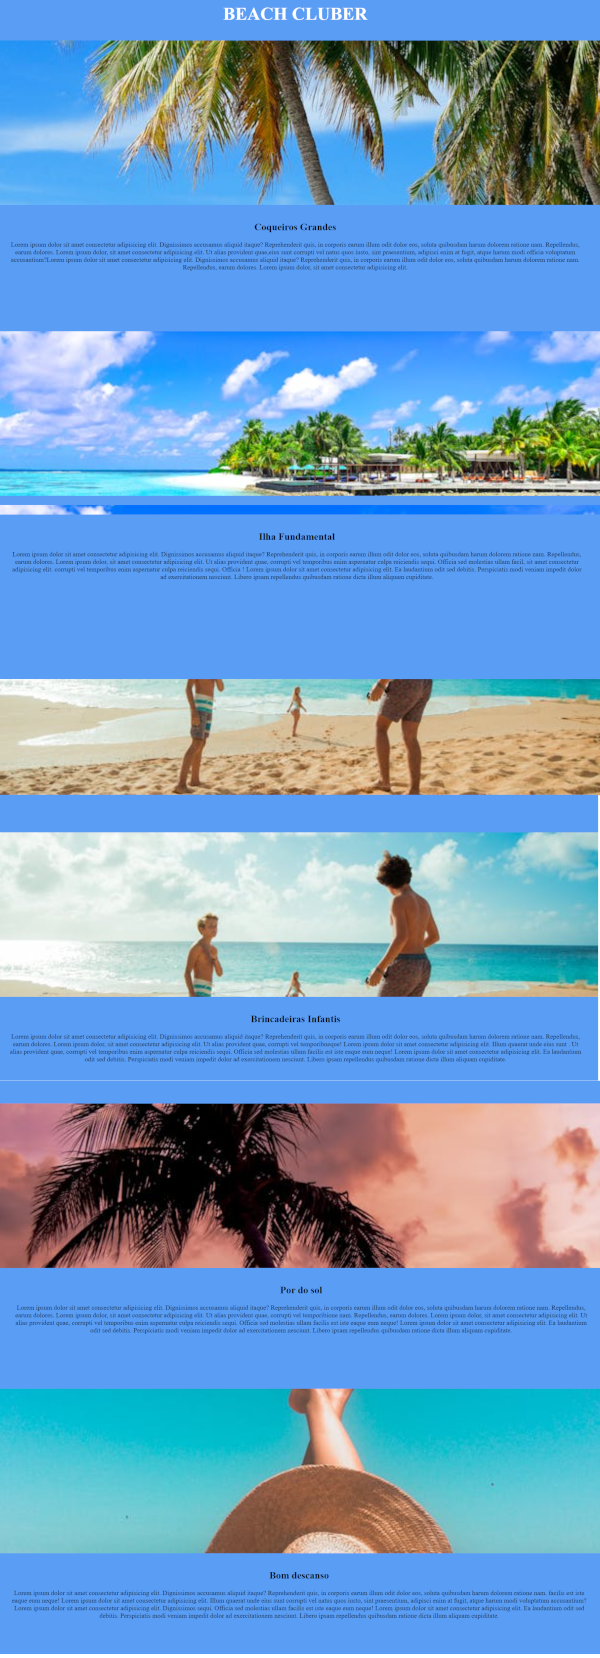 BEACH CLUBER
Coqueiros Grandes
Lorem ipsum dolor sit amet consectetur adipisicing elit. Dignissimos accusamus aliquid itaque? Reprehenderit quis, in corporis earum illum odit dolor eos, soluta quibusdam harum dolorem ratione nam. Repellendus,
earum dolores. Lorem ipsum dolor, sit amet consectetur adipisicing elit. Ut alias provident quae,eius sint corrupti vel natus quos iusto, sint praesentium, adipisci enim at fugit, atque harum modi officia voluptatum
accusantium?Lorem ipsum dolor sit amet consectetur adipisicing elit. Dignissimos accusamus aliquid itaque? Reprehenderit quis, in corporis earum illum odit dolor eos, soluta quibusdam harum dolorem ratione nam.
Repellendus, earum dolores. Lorem ipsum dolor, sit amet consectetur adipisicing elit.
Ilha Fundamental
Lorem ipsum dolor sit amet consectetur adipisicing elit. Dignissimos accusamus aliquid itaque? Reprehenderit quis, in corporis earum illum odit dolor eos, soluta quibusdam harum dolorem ratione nam. Repellendus,
earum dolores. Lorem ipsum dolor, sit amet consectetur adipisicing elit. Ut alias provident quae, corrupti vel temporibus enim aspernatur culpa reiciendis sequi. Officia sed molestias ullam facil, sit amet consectetur
adipisicing elit. corrupti vel temporibus enim aspernatur culpa reiciendis sequi. Officia ! Lorem ipsum dolor sit amet consectetur adipisicing elit. Ea laudantium odit sed debitis. Perspiciatis modi veniam impedit dolor
ad exercitationem nesciunt. Libero ipsam repellendus quibusdam ratione dicta illum aliquam cupiditate.
Brincadeiras Infantis
Lorem ipsum dolor sit amet consectetur adipisicing elit. Dignissimos accusamus aliquid itaque? Reprehenderit quis, in corporis earum illum odit dolor eos, soluta quibusdam harum dolorem ratione nam. Repellendus,
earum dolores. Lorem ipsum dolor, sit amet consectetur adipisicing elit. Ut alias provident quae, corrupti vel temporibusneque! Lorem ipsum dolor sit amet consectetur adipisicing elit. Illum quaerat unde eius sint . Ut
alias provident quae, corrupti vel temporibus enim aspernatur culpa reiciendis sequi. Officia sed molestias ullam facilis est iste eaque eum neque! Lorem ipsum dolor sit amet consectetur adipisicing elit. Ea laudantium
odit sed debitis. Perspiciatis modi veniam impedit dolor ad exercitationem nesciunt. Libero ipsam repellendus quibusdam ratione dicta illum aliquam cupiditate.
Por do sol
Lorem ipsum dolor sit amet consectetur adipisicing elit. Dignissimos accusamus aliquid itaque? Reprehenderit quis, in corporis earum illum odit dolor eos, soluta quibusdam harum dolorem ratione nam. Repellendus,
earum dolores. Lorem ipsum dolor, sit amet consectetur adipisicing elit. Ut alias provident quae, corrupti vel temporibione nam. Repellendus, earum dolores. Lorem ipsum dolor, sit amet consectetur adipisicing elit. Ut
alias provident quae, corrupti vel temporibus enim aspernatur culpa reiciendis sequi. Officia sed molestias ullam facilis est iste eaque eum neque! Lorem ipsum dolor sit amet consectetur adipisicing elit. Ea laudantium
odit sed debitis. Perspiciatis modi veniam impedit dolor ad exercitationem nesciunt. Libero ipsam repellendus quibusdam ratione dicta illum aliquam cupiditate.
Bom descanso
Lorem ipsum dolor sit amet consectetur adipisicing elit. Dignissimos accusamus aliquid itaque? Reprehenderit quis, in corporis earum illum odit dolor eos, soluta quibusdam harum dolorem ratione nam. facilis est iste
eaque eum neque! Lorem ipsum dolor sit amet consectetur adipisicing elit. Illum quaerat unde eius sint corrupti vel natus quos iusto, sint praesentium, adipisci enim at fugit, atque harum modi voluptatum accusantium?
Lorem ipsum dolor sit amet consectetur adipisicing elit. Dignissimos sequi. Officia sed molestias ullam facilis est iste eaque eum neque! Lorem ipsum dolor sit amet consectetur adipisicing elit. Ea laudantium odit sed
debitis. Perspiciatis modi veniam impedit dolor ad exercitationem nesciunt. Libero ipsam repellendus quibusdam ratione dicta illum aliquam cupiditate.